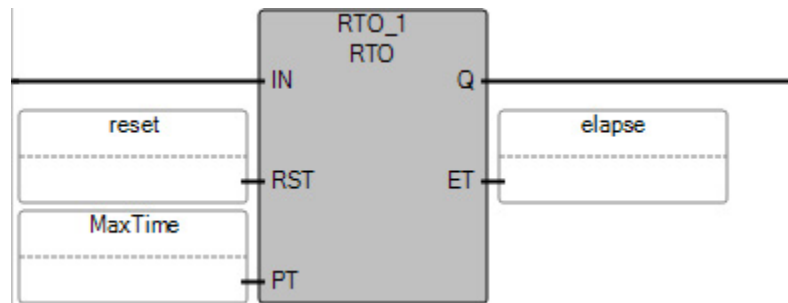 RTO_1
RTO
IN
Q
reset
elapse
RST
ET
MaxTime
PT